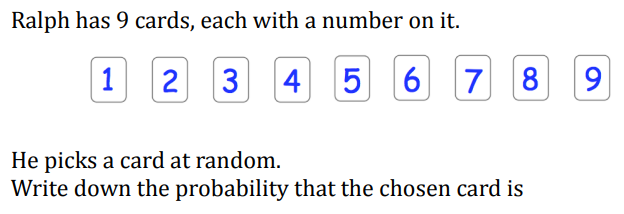 Ralph has 9 cards, each with a number on it.
1 2 3 4 5 6 7 8 9
He picks a card at random.
Write down the probability that the chosen card is